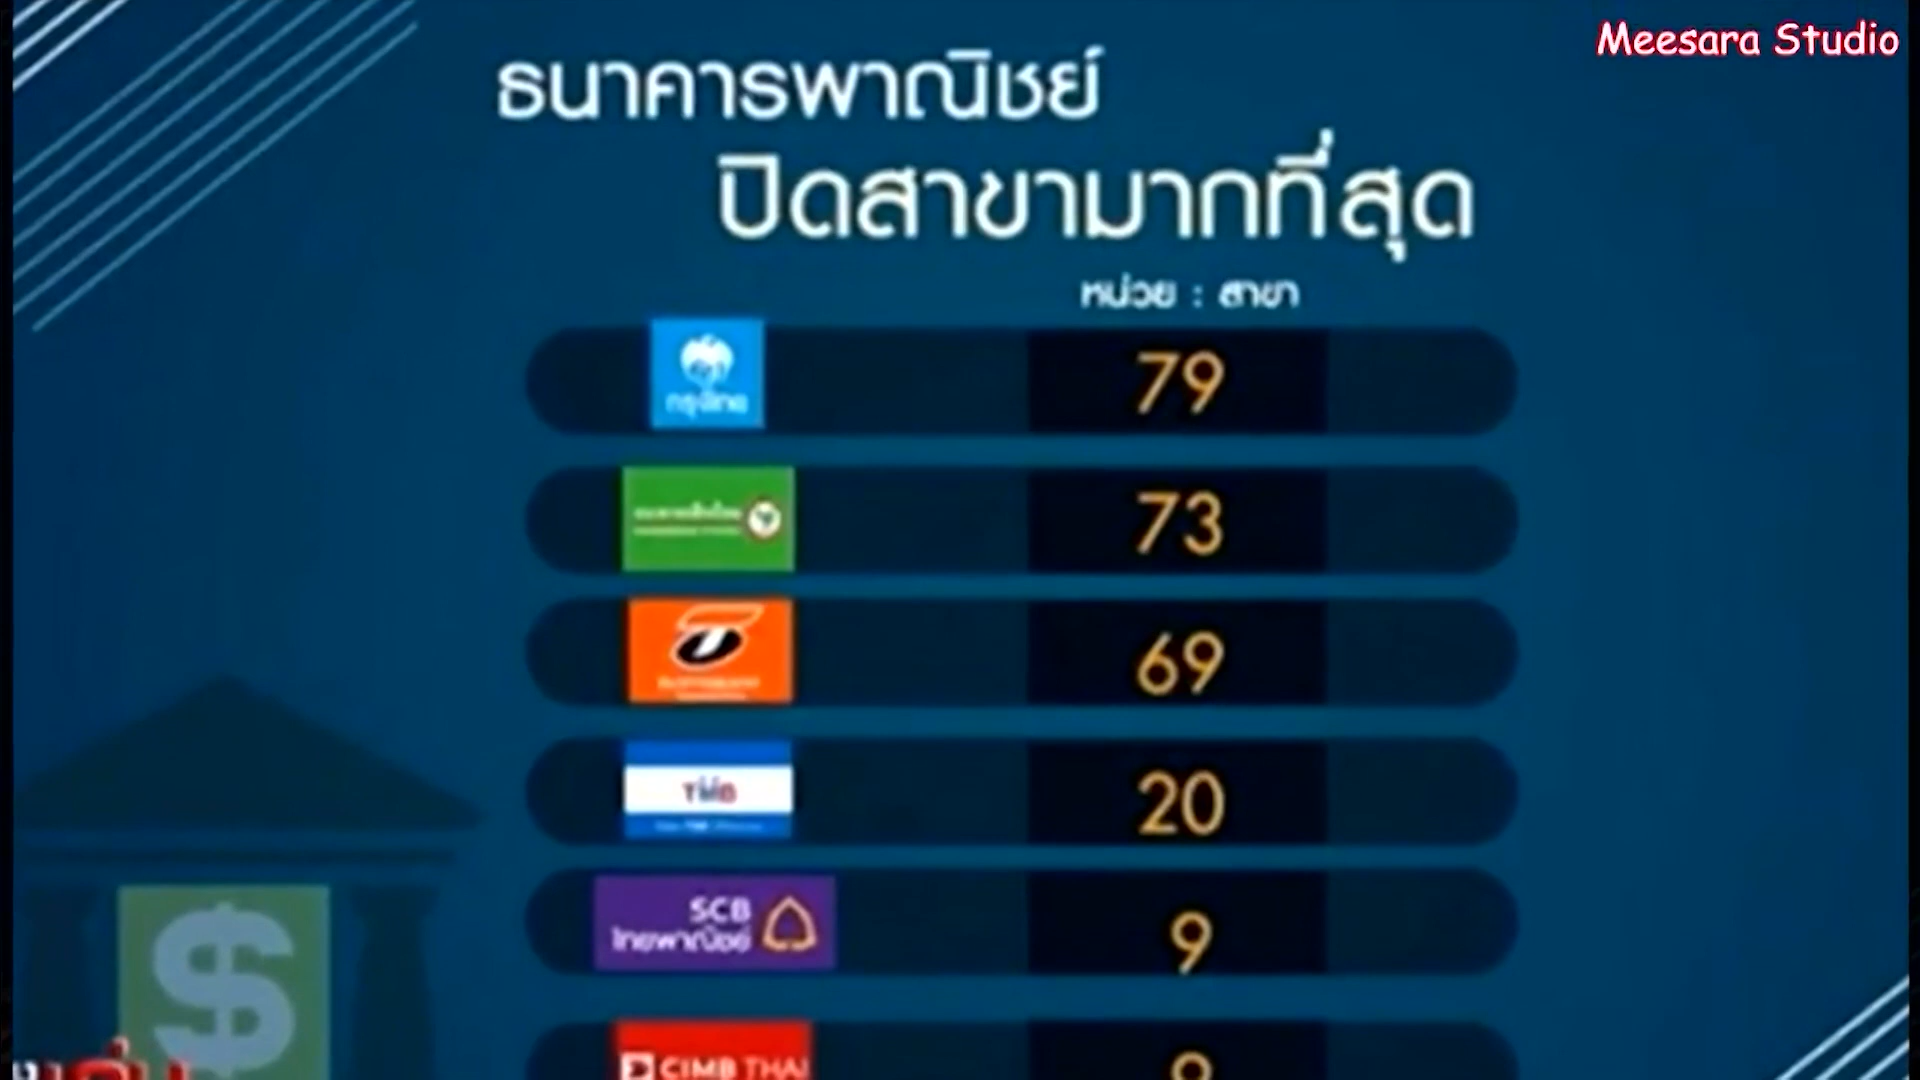 Meesara Studio
ธนาคารพาณิชย์
ปิดสาขามากที่สุด
หน่วย : สาขา
กรุงไทย
79
73
69
TMB
20
SCB
ไทยพาณิชย์
9
CIMB THAI
$